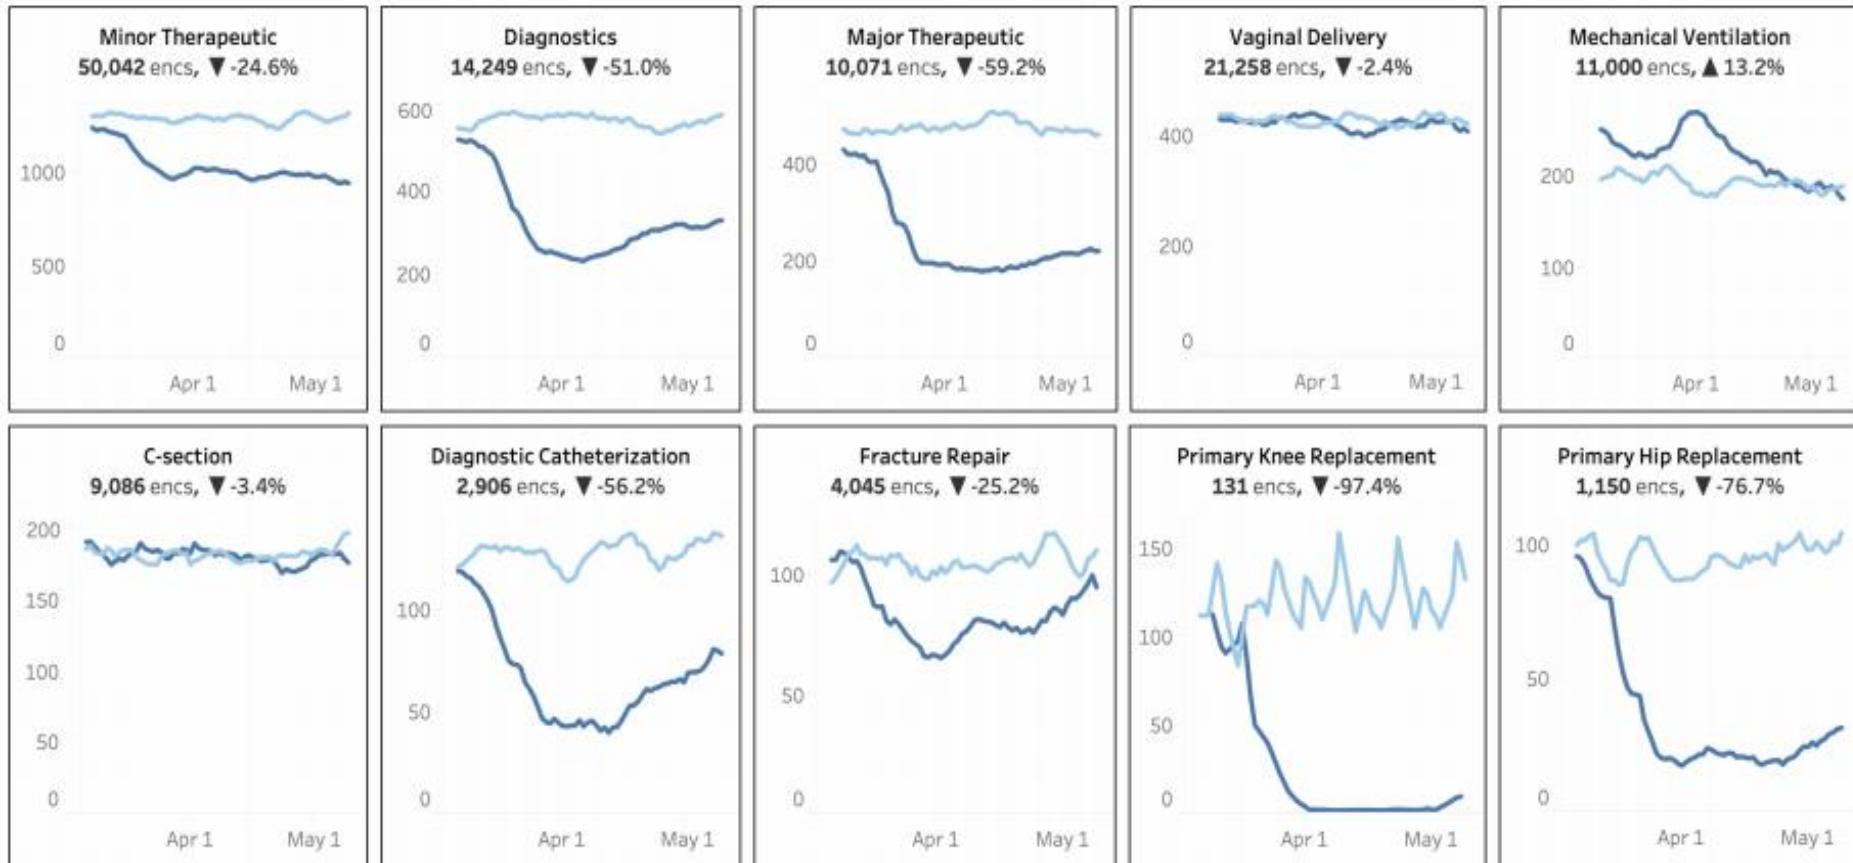 Minor Therapeutic
50,042 encs, ▼ -24.6%
1000
500
0
Apr 1 May 1
Diagnostics
14,249 encs, ▼ -51.0%
600
400
200
0
Apr 1 May 1
Major Therapeutic
10,071 encs, ▼ -59.2%
400
200
0
Apr 1 May 1
Vaginal Delivery
21,258 encs, ▼ -2.4%
400
200
0
Apr 1 May 1
Mechanical Ventilation
11,000 encs, ▲ 13.2%
200
100
0
Apr 1 May 1
C-section
9,086 encs, ▼ -3.4%
200
150
100
50
0
Apr 1 May 1
Diagnostic Catheterization
2,906 encs, ▼ -56.2%
100
50
0
Apr 1 May 1
Fracture Repair
4,045 encs, ▼ -25.2%
100
50
0
Apr 1 May 1
Primary Knee Replacement
131 encs, ▼ -97.4%
150
100
50
0
Apr 1 May 1
Primary Hip Replacement
1,150 encs, ▼ -76.7%
100
50
0
Apr 1 May 1